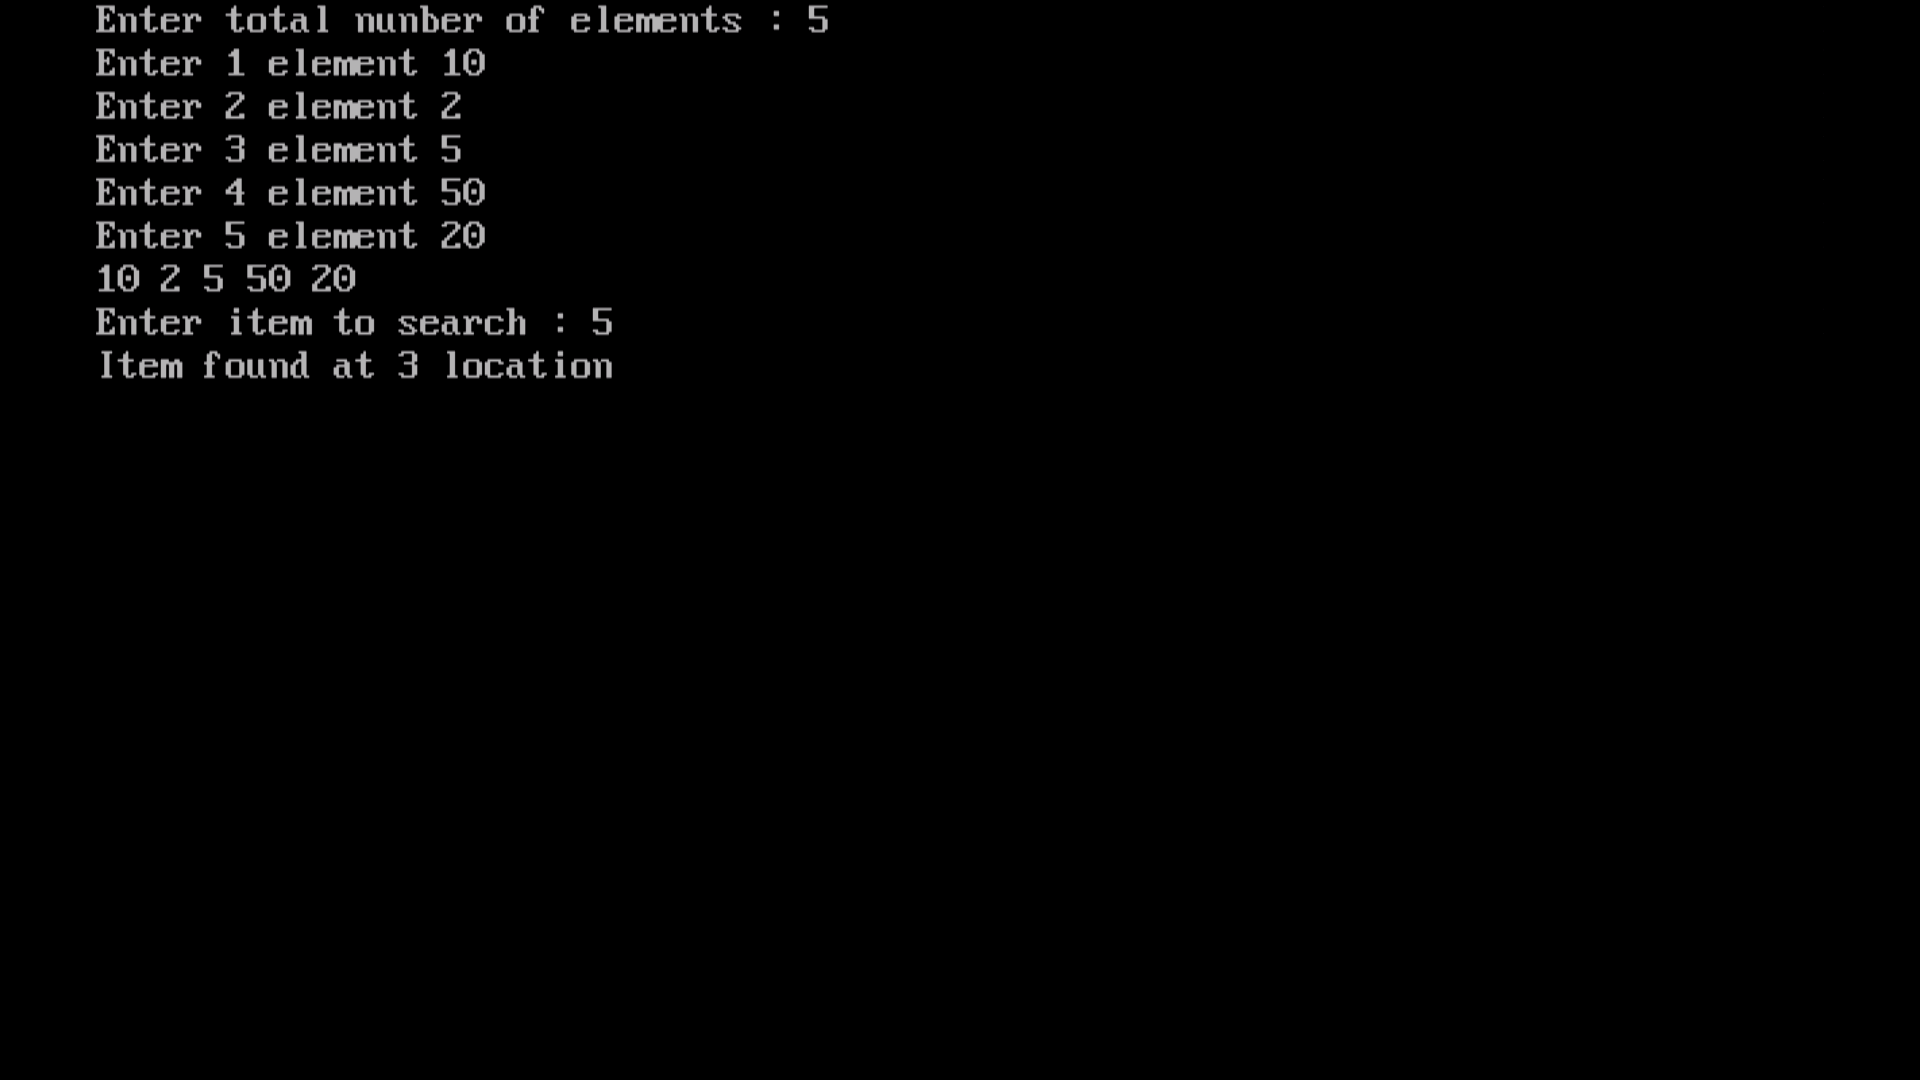 Enter total nunber of elements : 5
Enter 1 element 10
Enter 2 element 2
Enter 3 element 5
Enter 4 element 50
Enter 5 element 20
10 2 5 50 20
Enter item to search : 5
Item found at 3 location